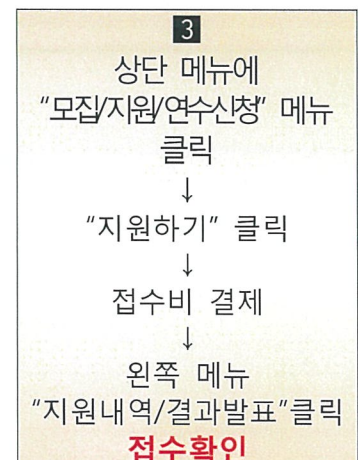 3
상단 메뉴에
“모집/지원/연수신청” 메뉴
클릭
↓
“지원하기” 클릭
↓
접수비 결제
↓
왼쪽 메뉴
“지원내역/결과발표”클릭
접수확인